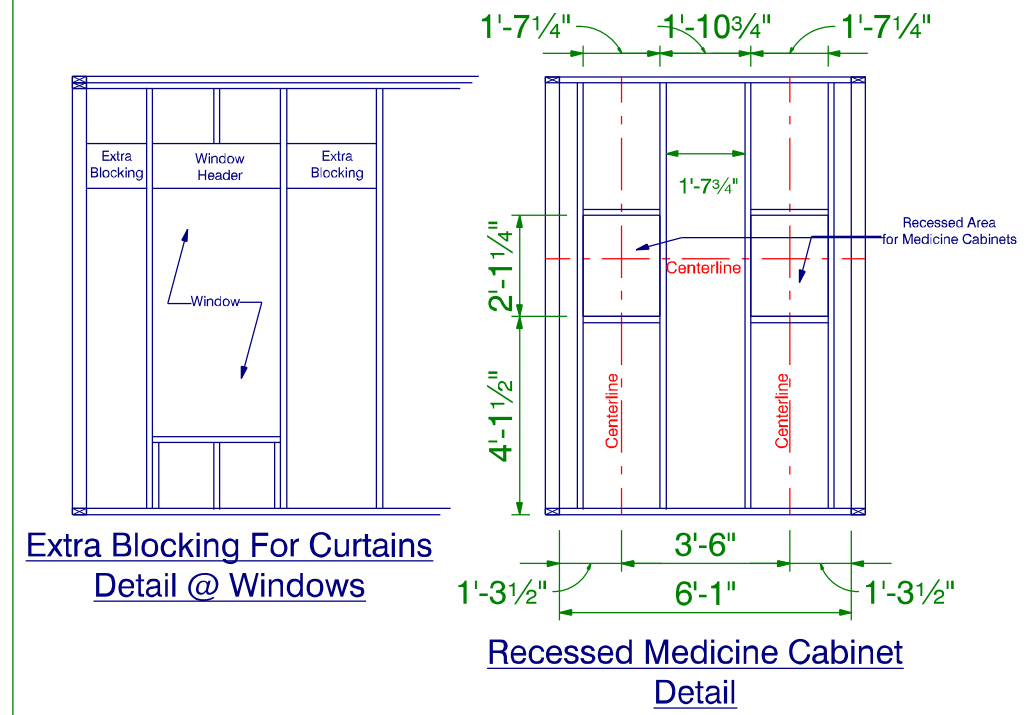 1'-7¼"
1'-10¾"
1'-7¼"
Extra
Blocking
Window
Header
Extra
Blocking
1'-7¾"
Recessed Area
for Medicine Cabinets
2'-1¼"
Centerline
Window
4'-1½"
Centerline
Centerline
Extra Blocking For Curtains
Detail @ Windows
3'-6"
1'-3½"
6'-1"
1'-3½"
Recessed Medicine Cabinet
Detail